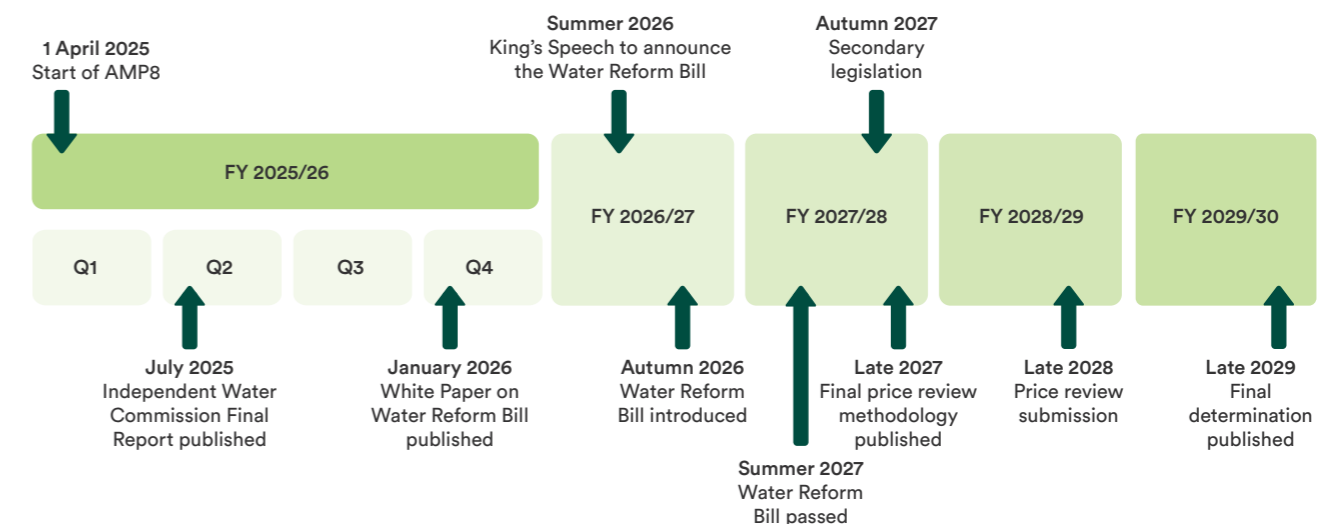 1 April 2025
Start of AMP8
Summer 2026
King’s Speech to announce
the Water Reform Bill
Autumn 2027
Secondary
legislation
FY 2025/26
FY 2026/27
FY 2027/28
FY 2028/29
FY 2029/30
Q1
Q2
Q3
Q4
July 2025
Independent Water
Commission Final
Report published
January 2026
White Paper on
Water Reform Bill
published
Autumn 2026
Water Reform
Bill introduced
Summer 2027
Water Reform
Bill passed
Late 2027
Final price review
methodology
published
Late 2028
Price review
submission
Late 2029
Final
determination
published